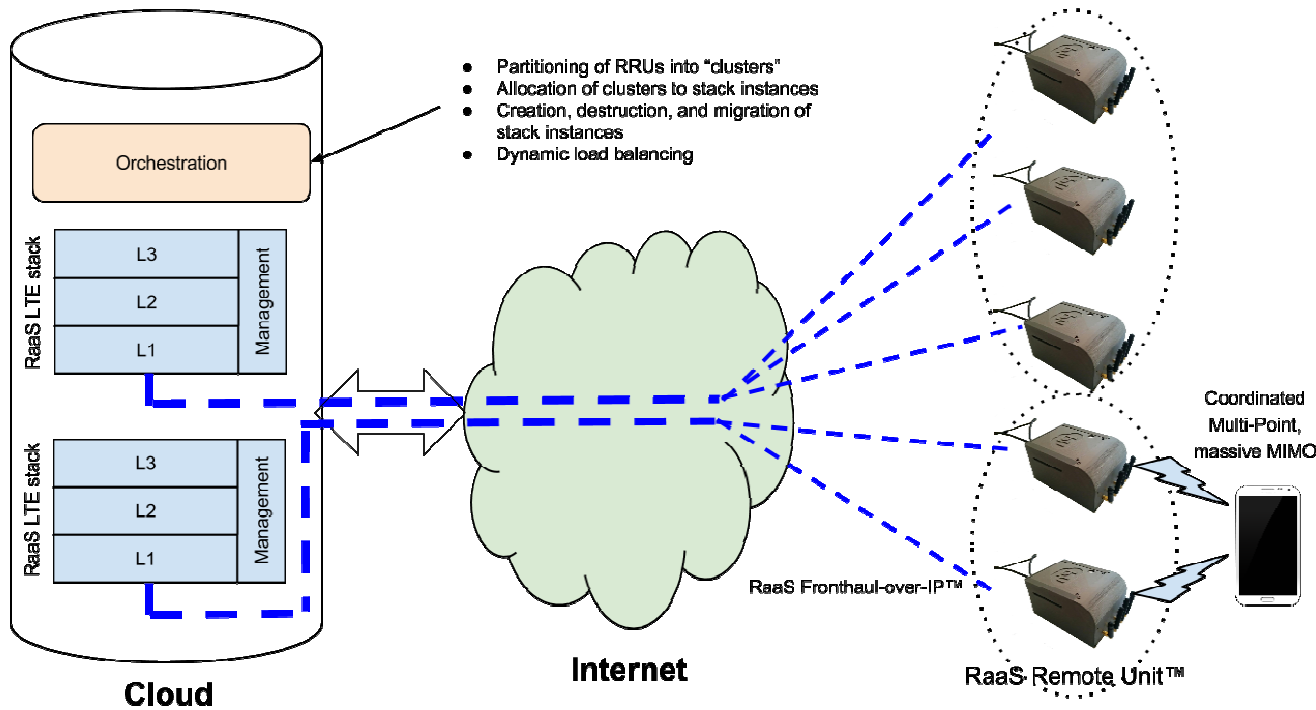 ● Partitioning of RRUs into “clusters”
● Allocation of clusters to stack instances
● Creation, destruction, and migration of
stack instances
● Dynamic load balancing
Orchestration
RaaS LTE stack
L3
L2
L1
Management
RaaS LTE stack
L3
L2
L1
Management
Cloud
Internet
RaaS Fronthaul-over-IP™
Coordinated
Multi-Point,
massive MIMO
RaaS Remote Unit™